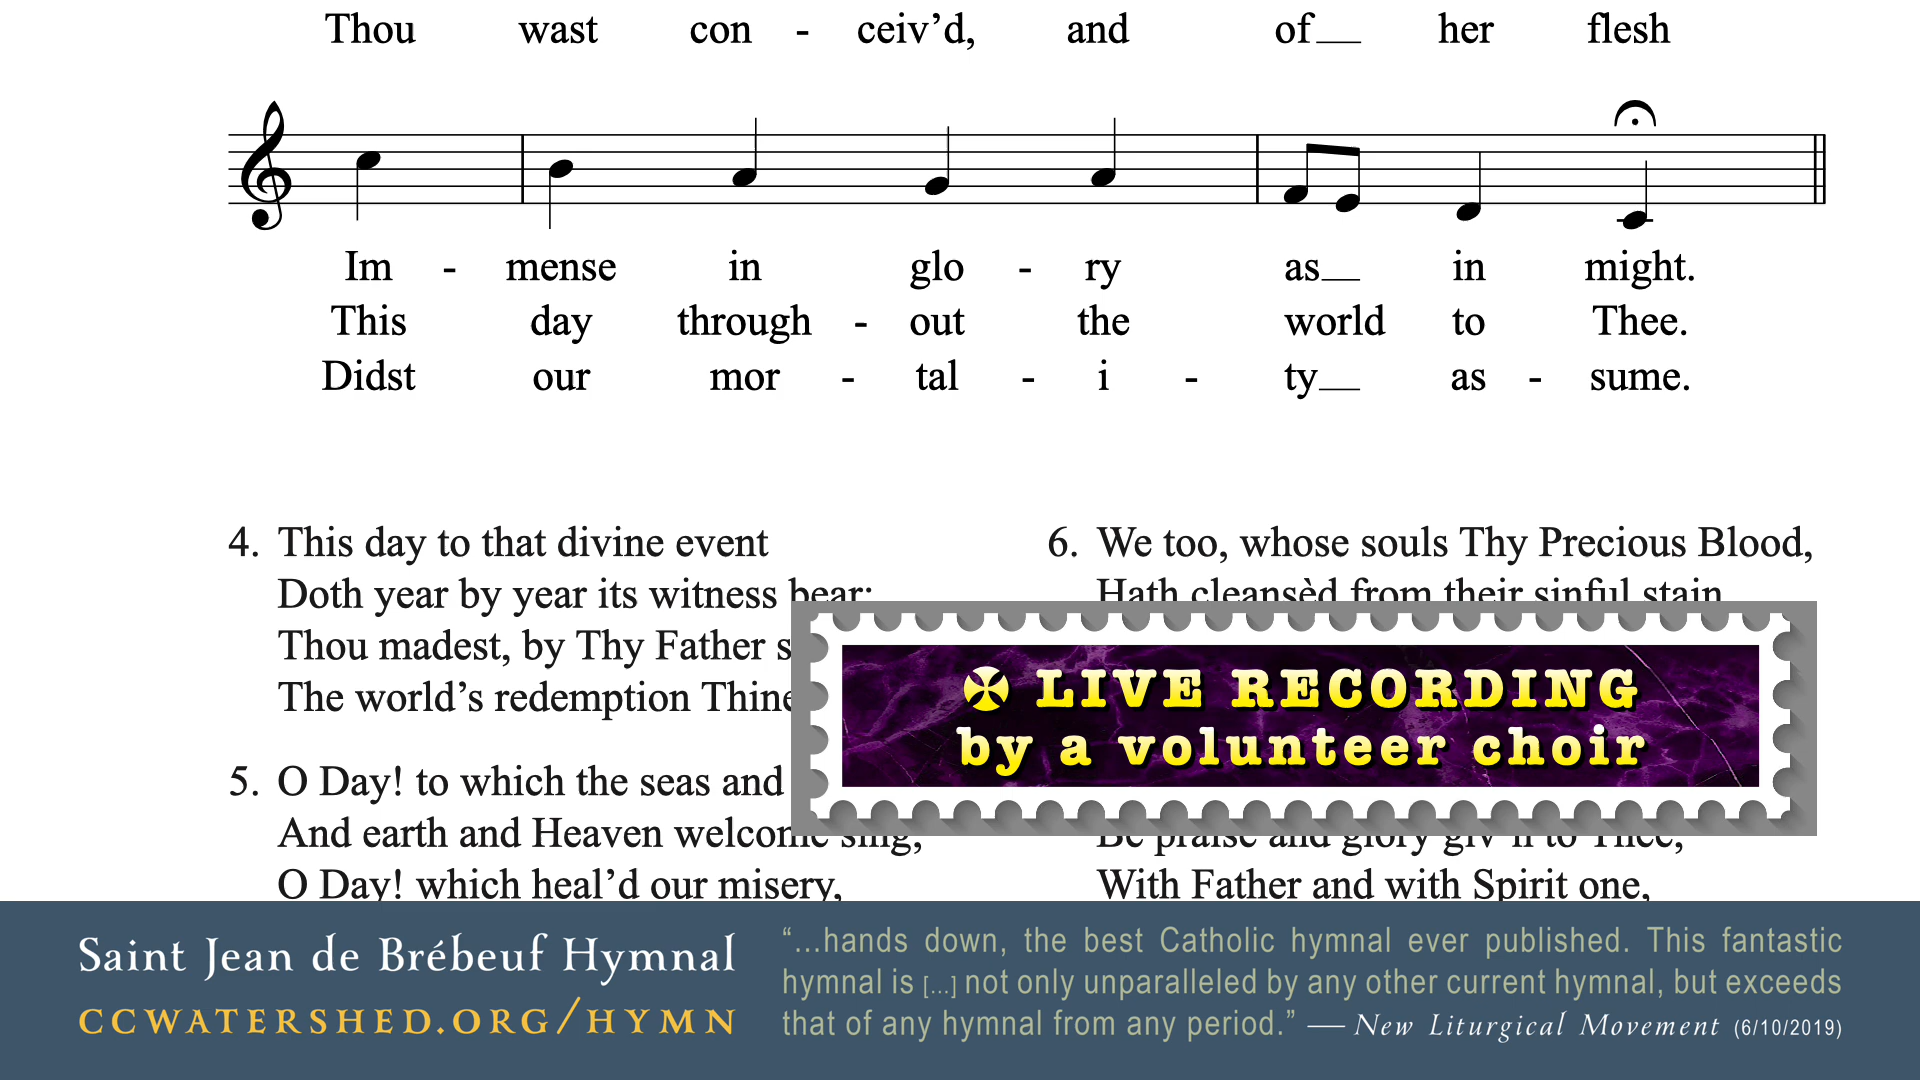 Thou wast con - ceiv’d, and of her flesh
Im - mense in glo - ry as in might.
This day through - out the world to Thee.
Didst our mor - tal - i - ty as - sume.
4. This day to that divine event
Doth year by year its witness bear;
Thou madest, by Thy Father
The world’s redemption Thine
5. O Day! to which the seas and
And earth and Heaven welcome sing,
O Day! which heal’d our misery,
6. We too, whose souls Thy Precious Blood,
Hath cleansèd from their sinful stain
Be praise and glory giv’n to Thee,
With Father and with Spirit one,
✠ LIVE RECORDING
by a volunteer choir
Saint Jean de Brébeuf Hymnal
CCWATERSHED.ORG/HYMN
“...hands down, the best Catholic hymnal ever published. This fantastic
hymnal is [...] not only unparalleled by any other current hymnal, but exceeds
that of any hymnal from any period.” — New Liturgical Movement (6/10/2019)